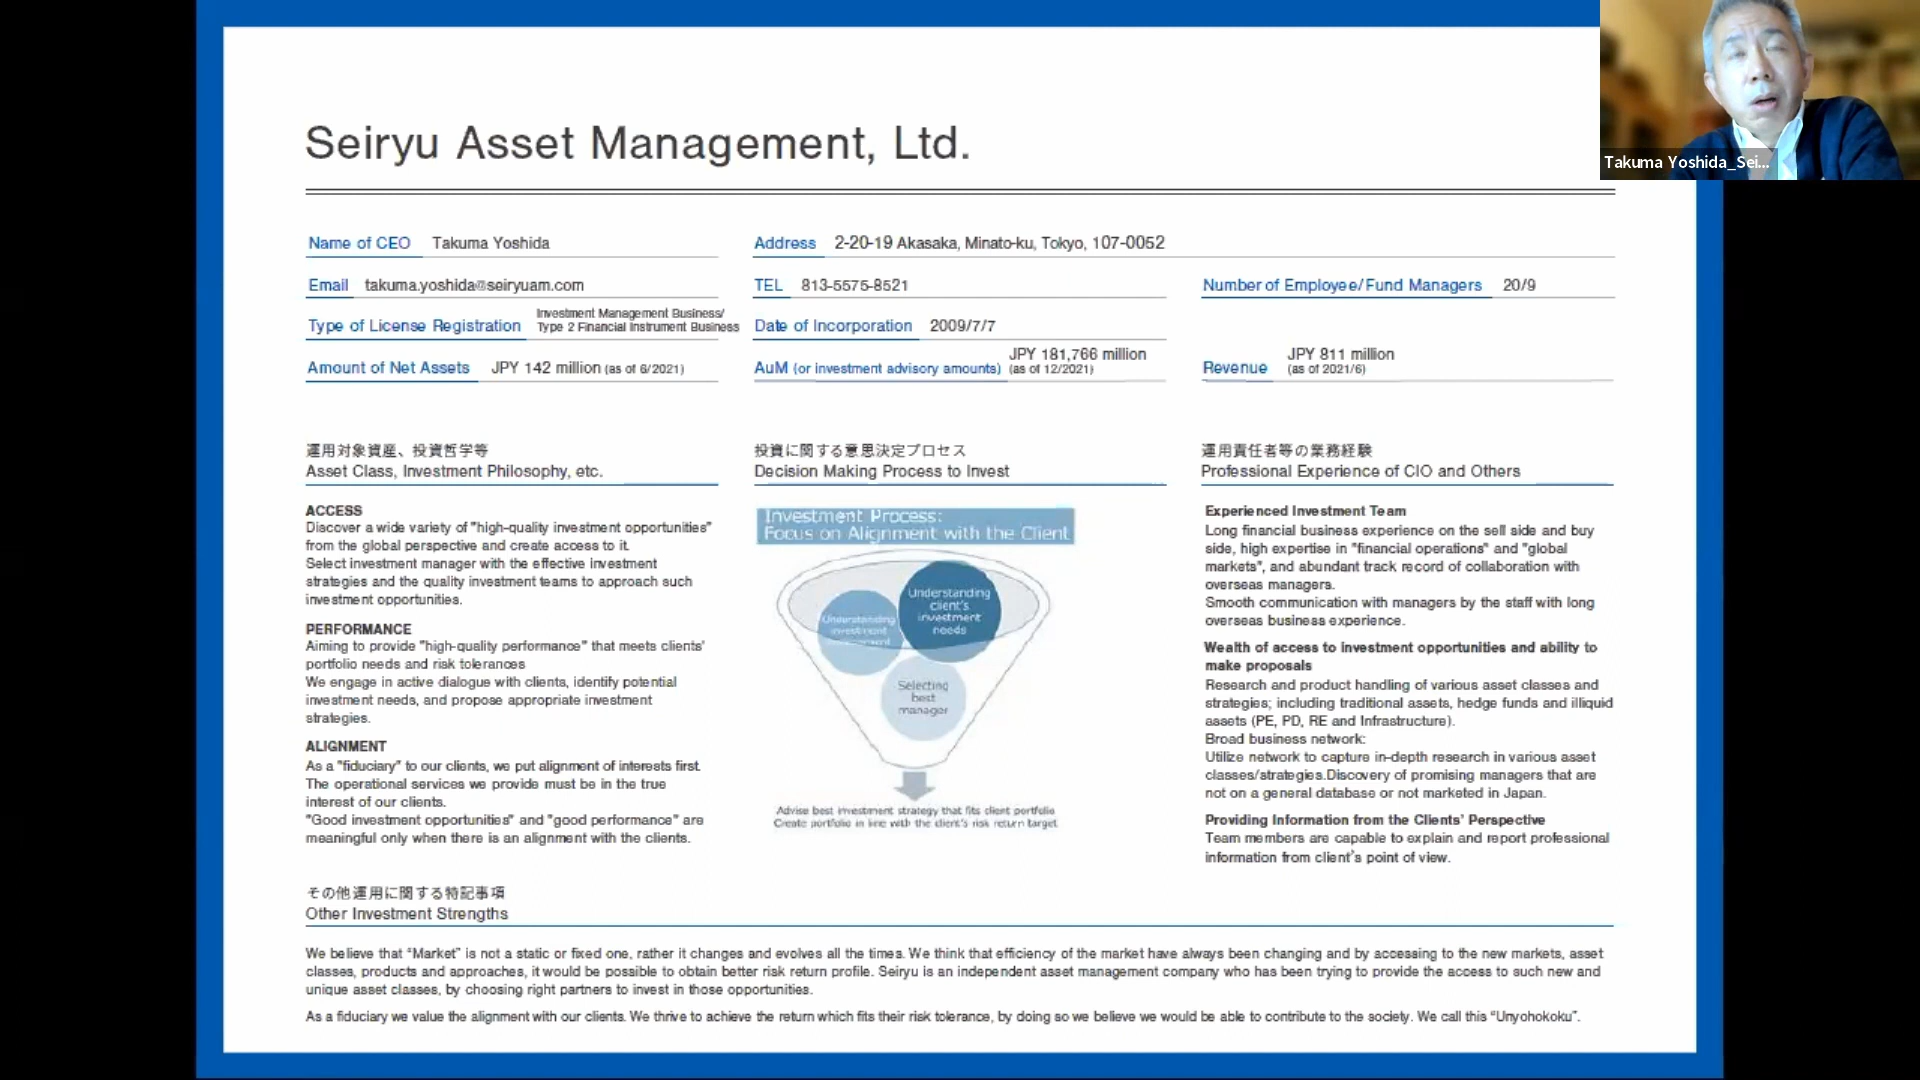 Seiryu Asset Management, Ltd.
Takuma Yoshida_Sei...
Name of CEO Takuma Yoshida
Address 2-20-19 Akasaka, Minato-ku, Tokyo, 107-0052
Email takuma.yoshida@seiryuam.com
TEL 813-5575-8521
Number of Employee/Fund Managers 20/9
Type of License Registration Investment Management Business/
Type 2 Financial Instrument Business
Date of Incorporation 2009/7/7
Amount of Net Assets JPY 142 million (as of 6/2021)
AuM (or investment advisory amounts) JPY 181,766 million
(as of 12/2021)
Revenue JPY 811 million
(as of 2021/6)
運用対象資産、投資哲学等
Asset Class, Investment Philosophy, etc.
ACCESS
Discover a wide variety of "high-quality investment opportunities"
from the global perspective and create access to it.
Select investment manager with the effective investment
strategies and the quality investment teams to approach such
investment opportunities.
PERFORMANCE
Aiming to provide "high-quality performance" that meets clients'
portfolio needs and risk tolerances
We engage in active dialogue with clients, identify potential
investment needs, and propose appropriate investment
strategies.
ALIGNMENT
As a "fiduciary" to our clients, we put alignment of interests first.
The operational services we provide must be in the true
interest of our clients.
"Good investment opportunities" and "good performance" are
meaningful only when there is an alignment with the clients.
投資に関する意思決定プロセス
Decision Making Process to Invest
Investment Process:
Focus on Alignment with the Client
Understanding
client's
investment
needs
Understanding
investment
Selecting
best
manager
Advise best investment strategy that fits client portfolio
Create portfolio in line with the client's risk return target
運用責任者等の業務経験
Professional Experience of CIO and Others
Experienced Investment Team
Long financial business experience on the sell side and buy
side, high expertise in "financial operations" and "global
markets", and abundant track record of collaboration with
overseas managers.
Smooth communication with managers by the staff with long
overseas business experience.
Wealth of access to investment opportunities and ability to
make proposals
Research and product handling of various asset classes and
strategies; including traditional assets, hedge funds and illiquid
assets (PE, PD, RE and Infrastructure).
Broad business network:
Utilize network to capture in-depth research in various asset
classes/strategies.Discovery of promising managers that are
not on a general database or not marketed in Japan.
Providing Information from the Clients' Perspective
Team members are capable to explain and report professional
information from client's point of view.
その他運用に関する特記事項
Other Investment Strengths
We believe that “Market” is not a static or fixed one, rather it changes and evolves all the times. We think that efficiency of the market have always been changing and by accessing to the new markets, asset
classes, products and approaches, it would be possible to obtain better risk return profile. Seiryu is an independent asset management company who has been trying to provide the access to such new and
unique asset classes, by choosing right partners to invest in those opportunities.
As a fiduciary we value the alignment with our clients. We thrive to achieve the return which fits their risk tolerance, by doing so we believe we would be able to contribute to the society. We call this “Unyohokoku”.